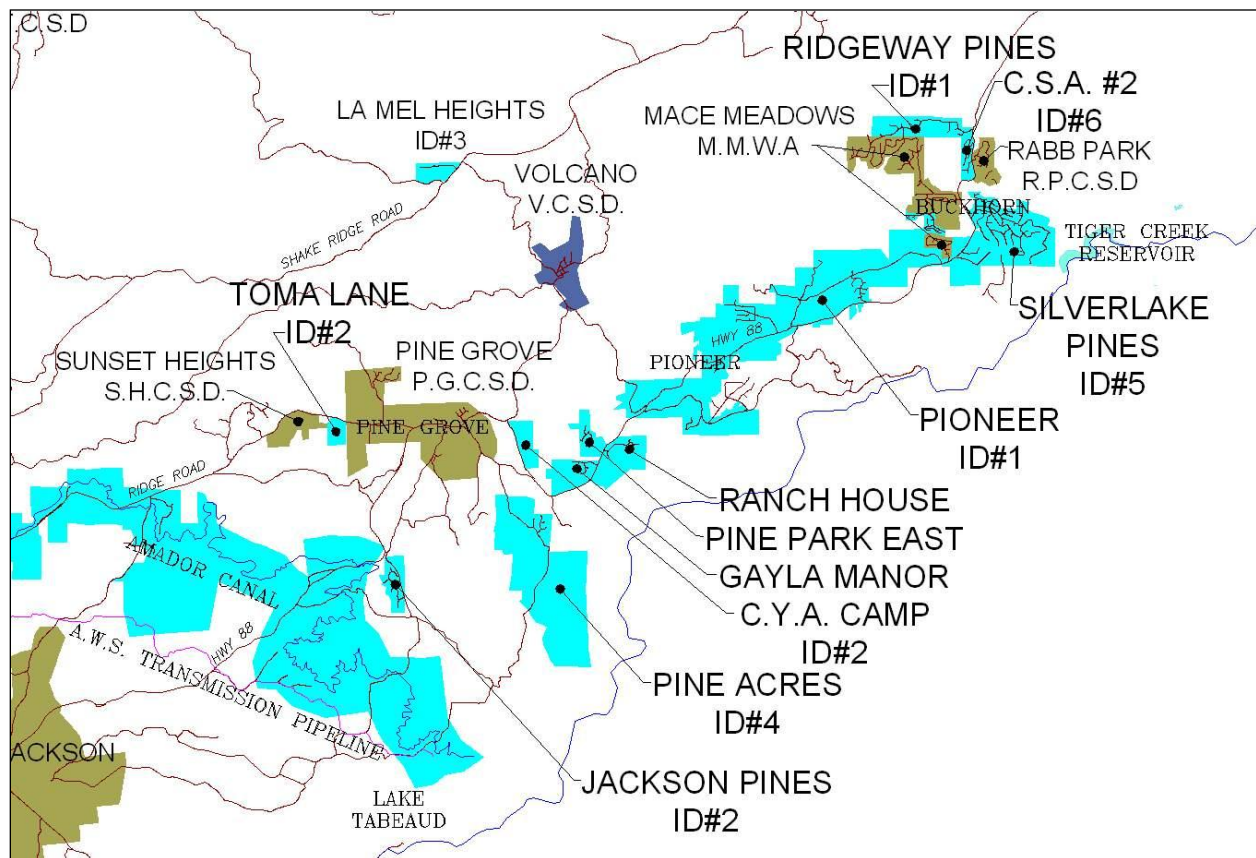 .C.S.D
RIDGEWAY PINES
ID#1
C.S.A. #2
ID#6
LA MEL HEIGHTS
ID#3
MACE MEADOWS
M.M.W.A
RABB PARK
R.P.C.S.D
VOLCANO
V.C.S.D.
BUCKHORN
TIGER CREEK
RESERVOIR
SHAKE RIDGE ROAD
TOMA LANE
ID#2
SILVERLAKE
PINES
ID#5
HWY 88
SUNSET HEIGHTS
S.H.C.S.D.
PINE GROVE
P.G.C.S.D.
PIONEER
PINE GROVE
PIONEER
ID#1
RIDGE ROAD
RANCH HOUSE
PINE PARK EAST
GAYLA MANOR
C.Y.A. CAMP
ID#2
AMADOR CANAL
HWY 88
A.W.S. TRANSMISSION PIPELINE
PINE ACRES
ID#4
ACKSON
JACKSON PINES
ID#2
LAKE
TABEAUD